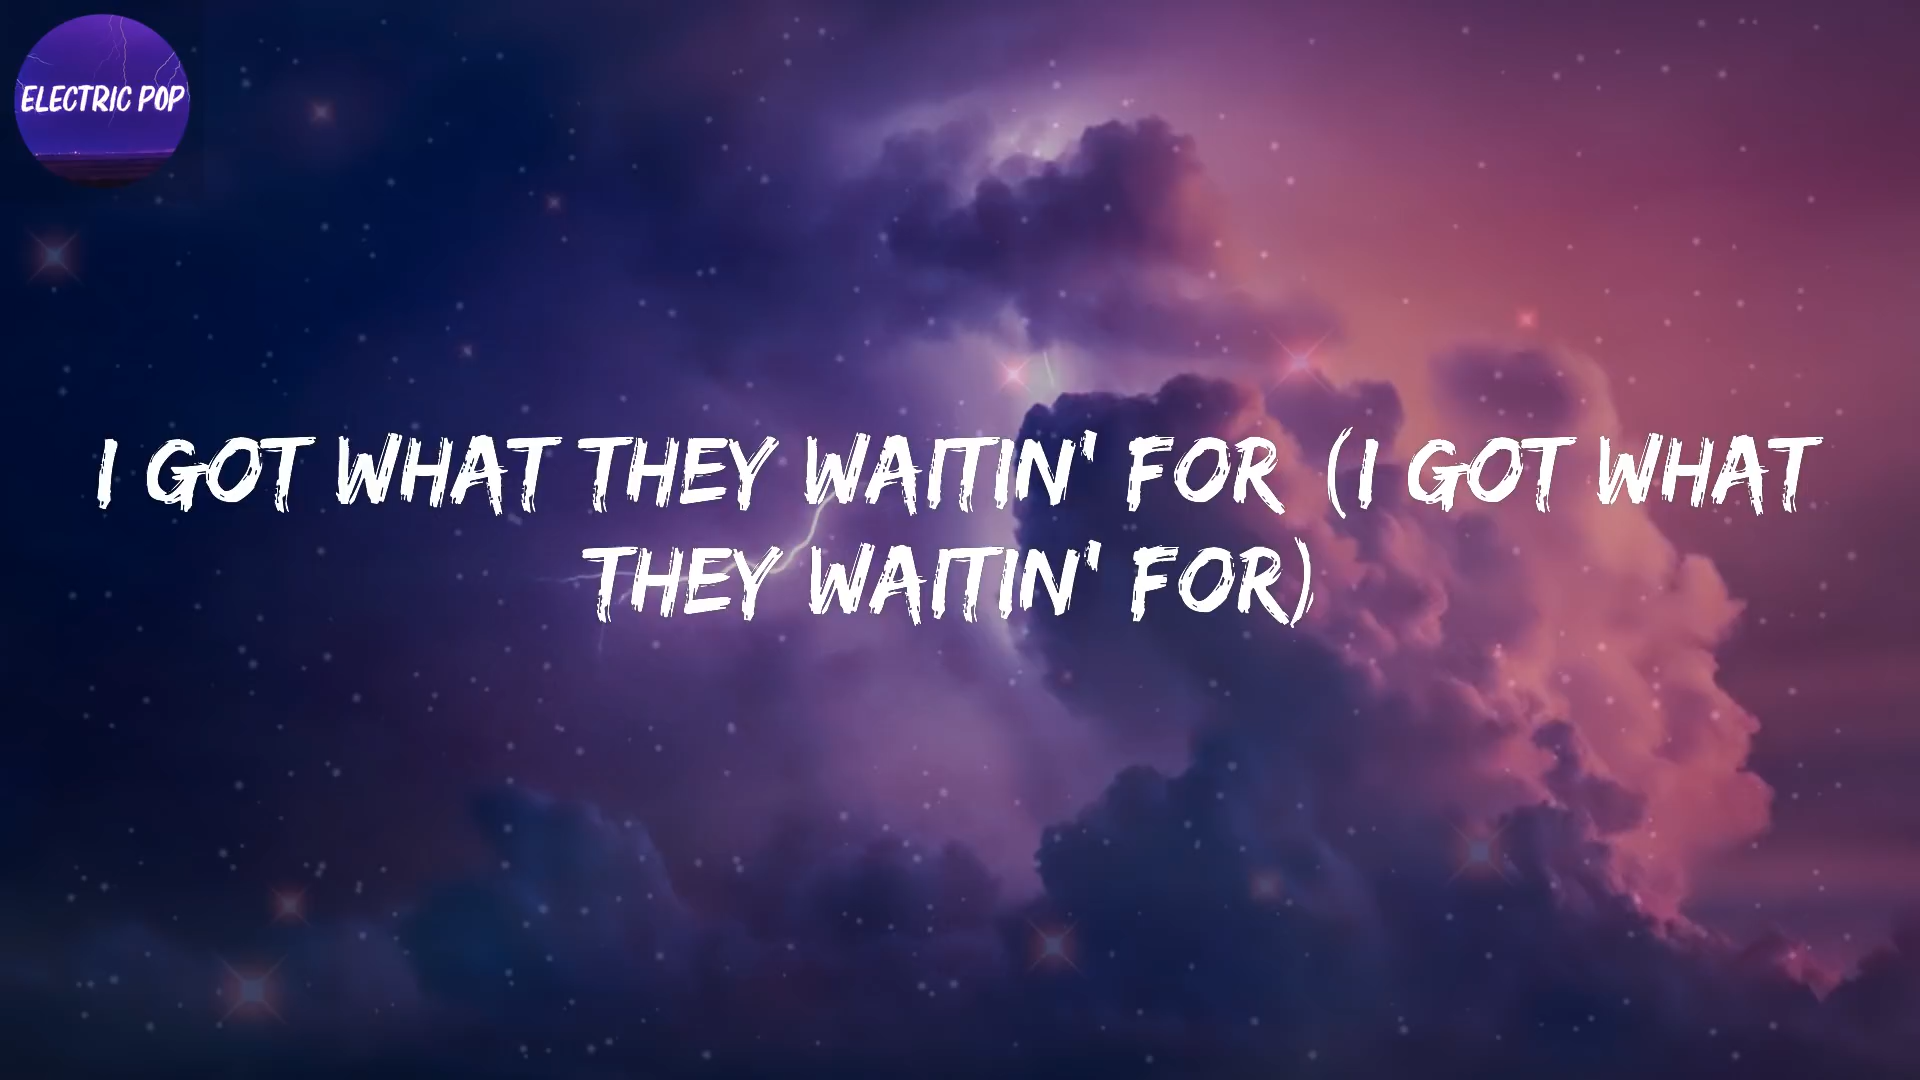 ELECTRIC POP
I GOT WHAT THEY WAITIN' FOR (I GOT WHAT
THEY WAITIN' FOR)